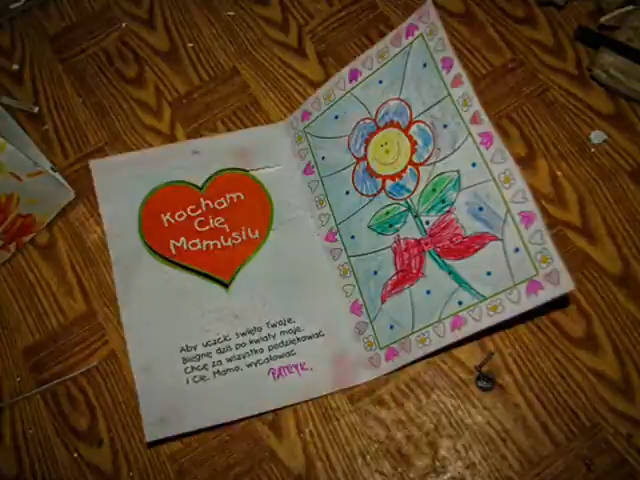 Kocham
Cię
Mamusiu
Aby uczcić święto Twoje,
Biegnę dziś po kwiaty moje.
Chcę za wszystko podziękować
i Cię, Mamo, wycałować
PATRYK.